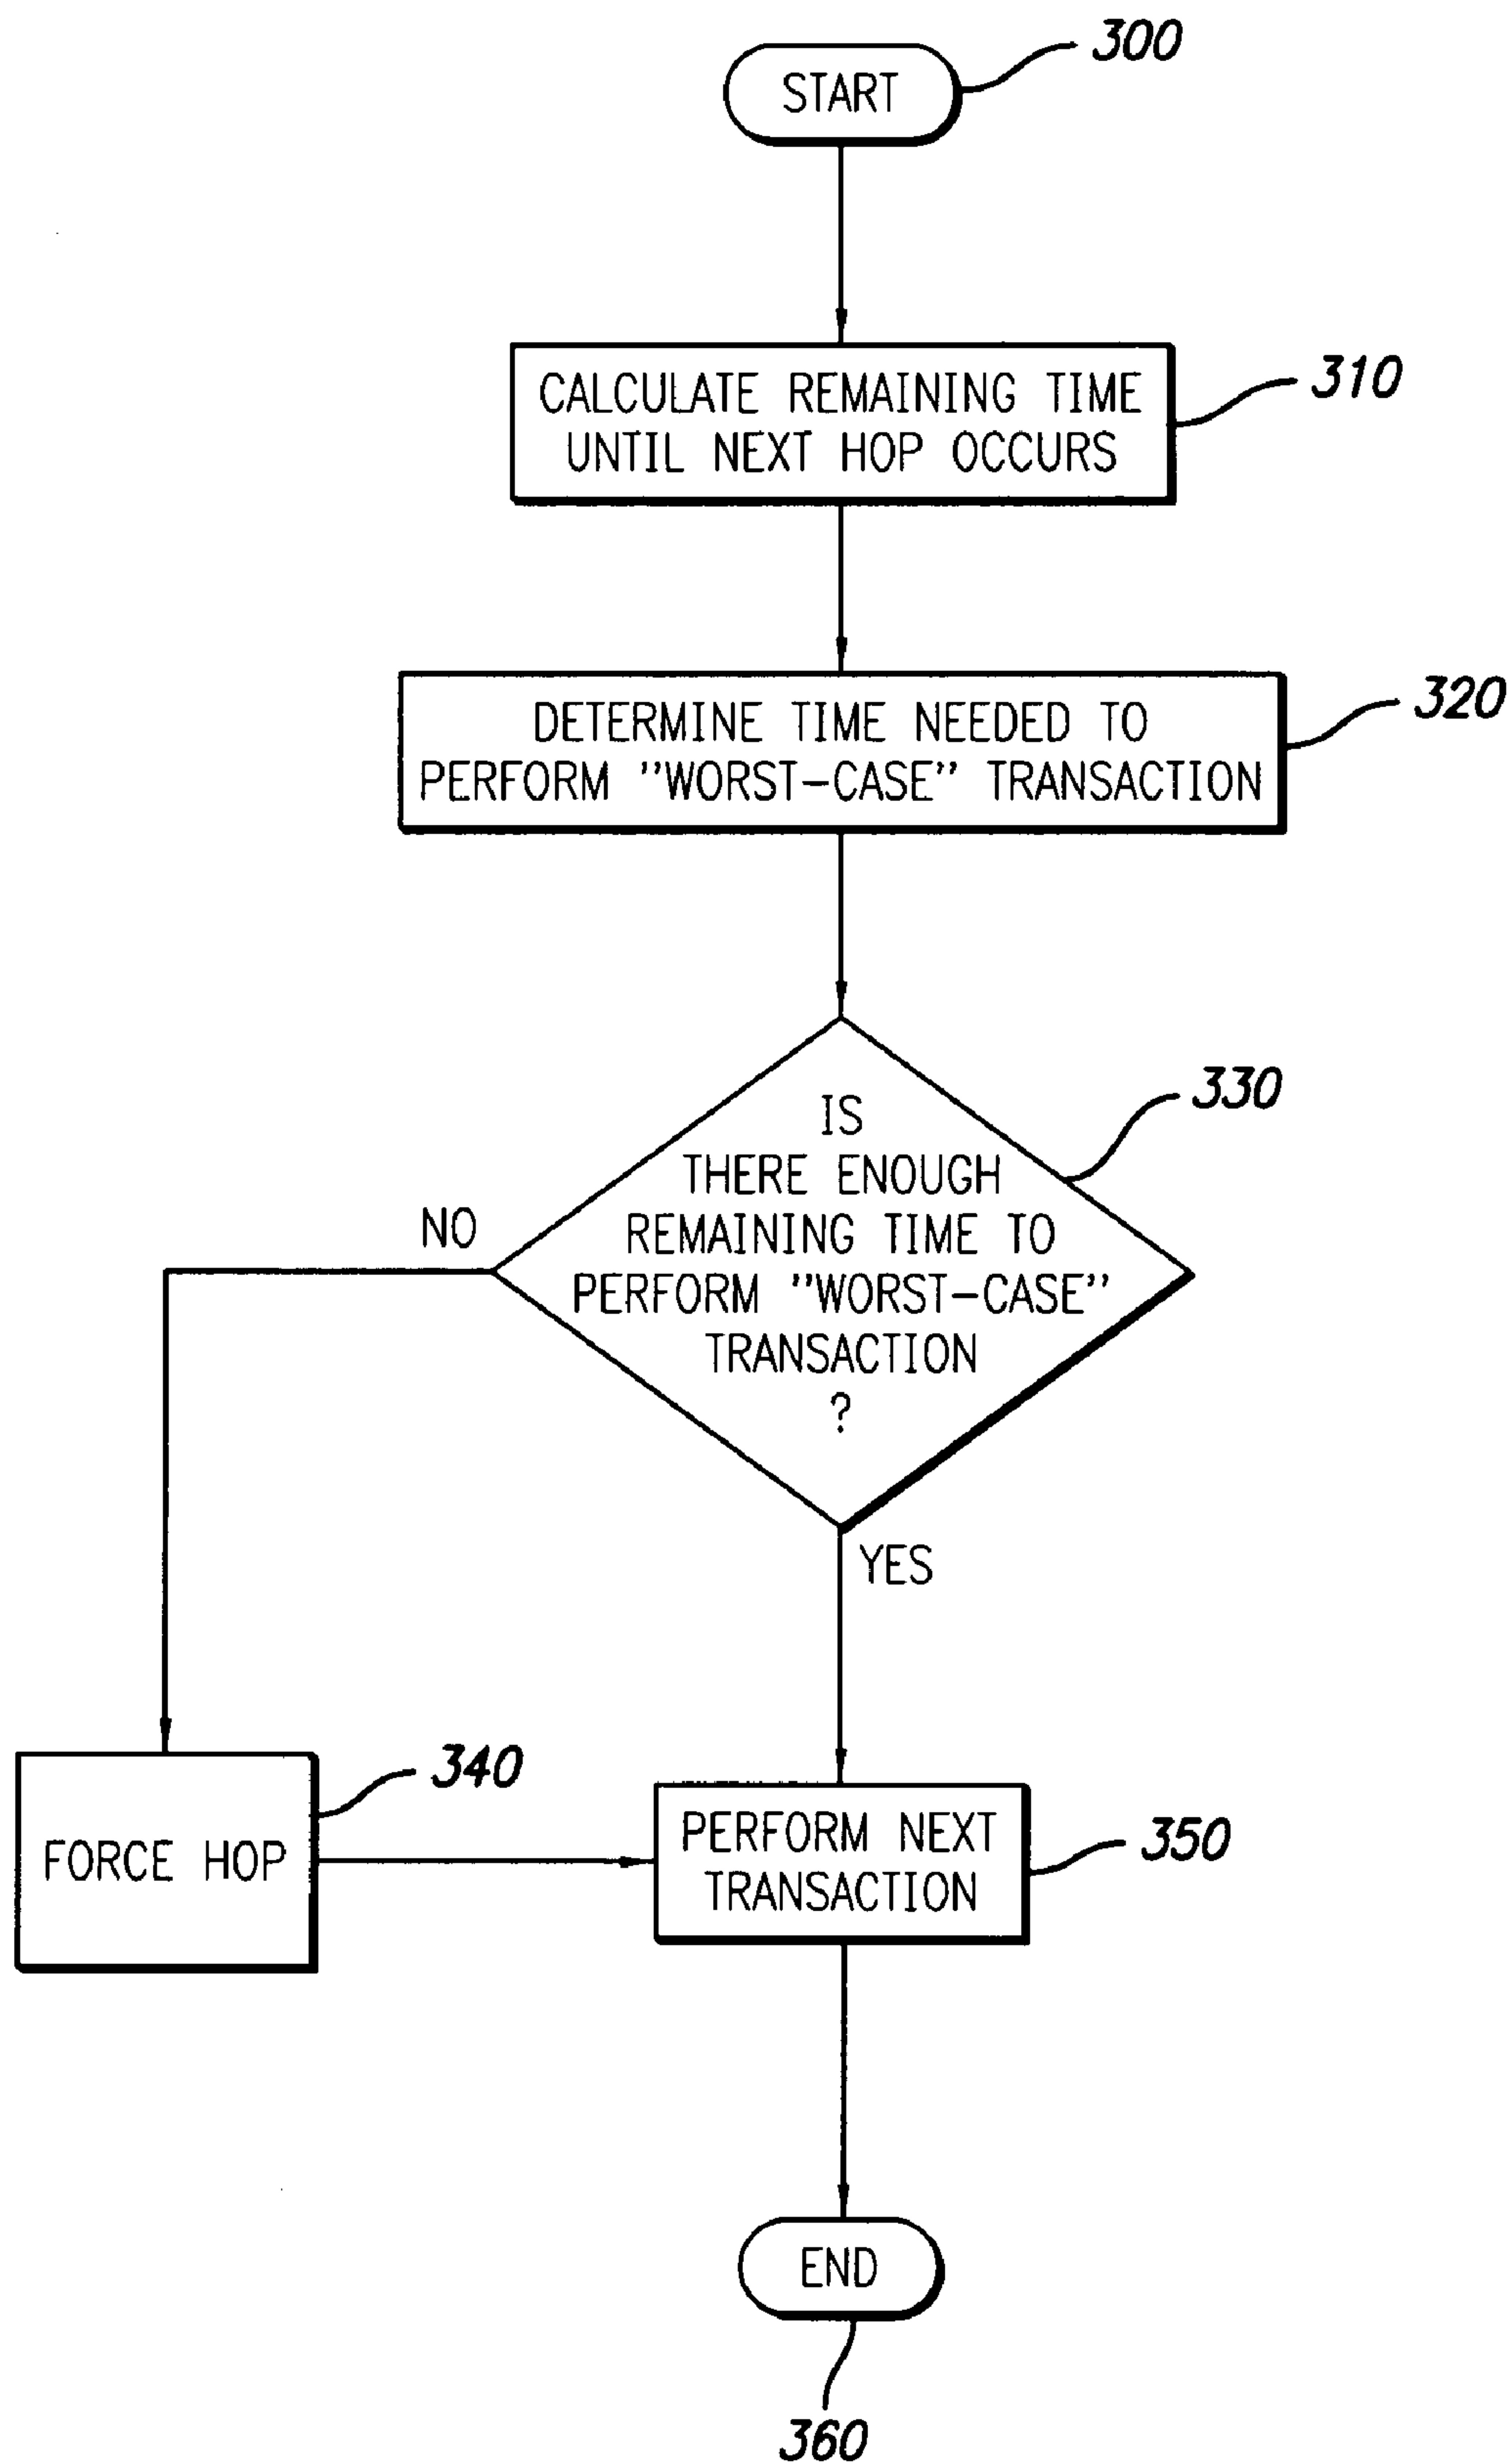 START
300
CALCULATE REMAINING TIME
UNTIL NEXT HOP OCCURS
310
DETERMINE TIME NEEDED TO
PERFORM "WORST-CASE" TRANSACTION
320
IS
THERE ENOUGH
REMAINING TIME TO
PERFORM "WORST-CASE"
TRANSACTION
?
330
NO
YES
FORCE HOP
340
PERFORM NEXT
TRANSACTION
350
END
360